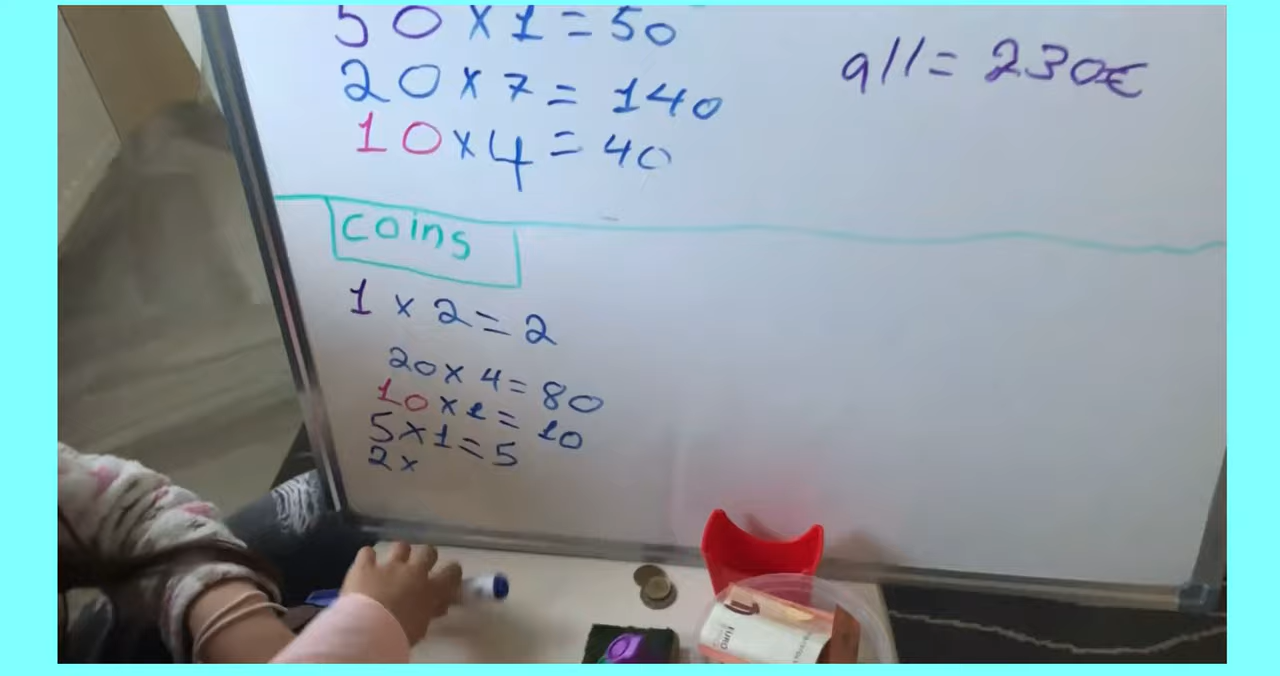 50 x 1 = 50
20 x 7 = 140
10 x 4 = 40
all = 230€
coins
1 x 2 = 2
20 x 4 = 80
10 x 1 = 10
5 x 1 = 5
2 x
EURO